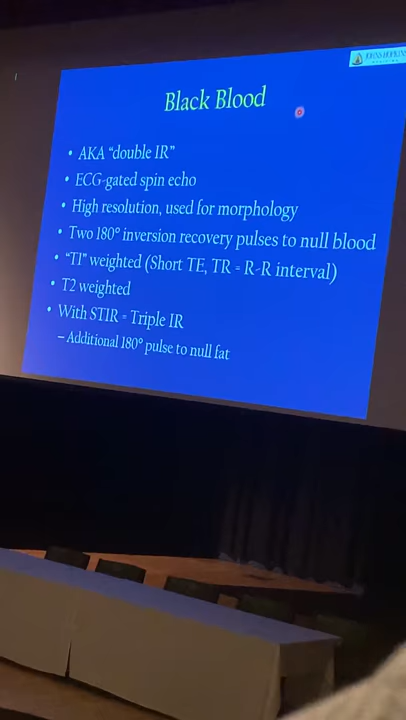 JOHNS HOPKINS
Black Blood
• AKA “double IR”
• ECG-gated spin echo
• High resolution, used for morphology
• Two 180° inversion recovery pulses to null blood
• “T1” weighted (Short TE, TR = R-R interval)
• T2 weighted
• With STIR = Triple IR
– Additional 180° pulse to null fat